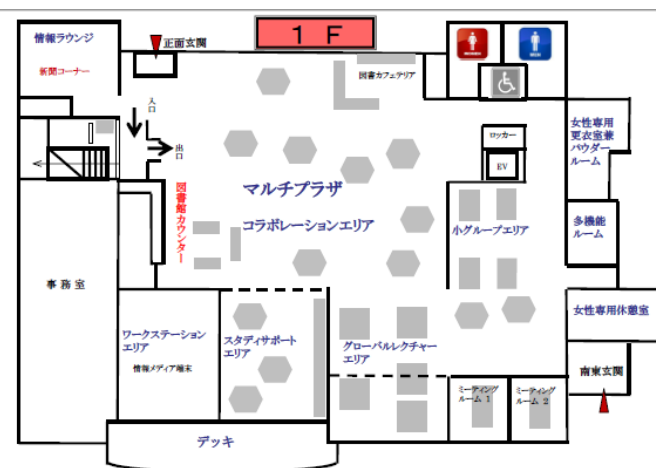 1 F
情報ラウンジ
新聞コーナー
正面玄関
入口
出口
図書カフェテリア
WOMEN
MEN
ロッカー
EV
女性専用
更衣室兼
パウダー
ルーム
多機能
ルーム
マルチプラザ
コラボレーションエリア
図書館カウンター
小グループエリア
事務室
ワークステーション
エリア
情報メディア端末
スタディサポート
エリア
グローバルレクチャー
エリア
女性専用休憩室
南東玄関
ミーティング
ルーム 1
ミーティング
ルーム 2
デッキ